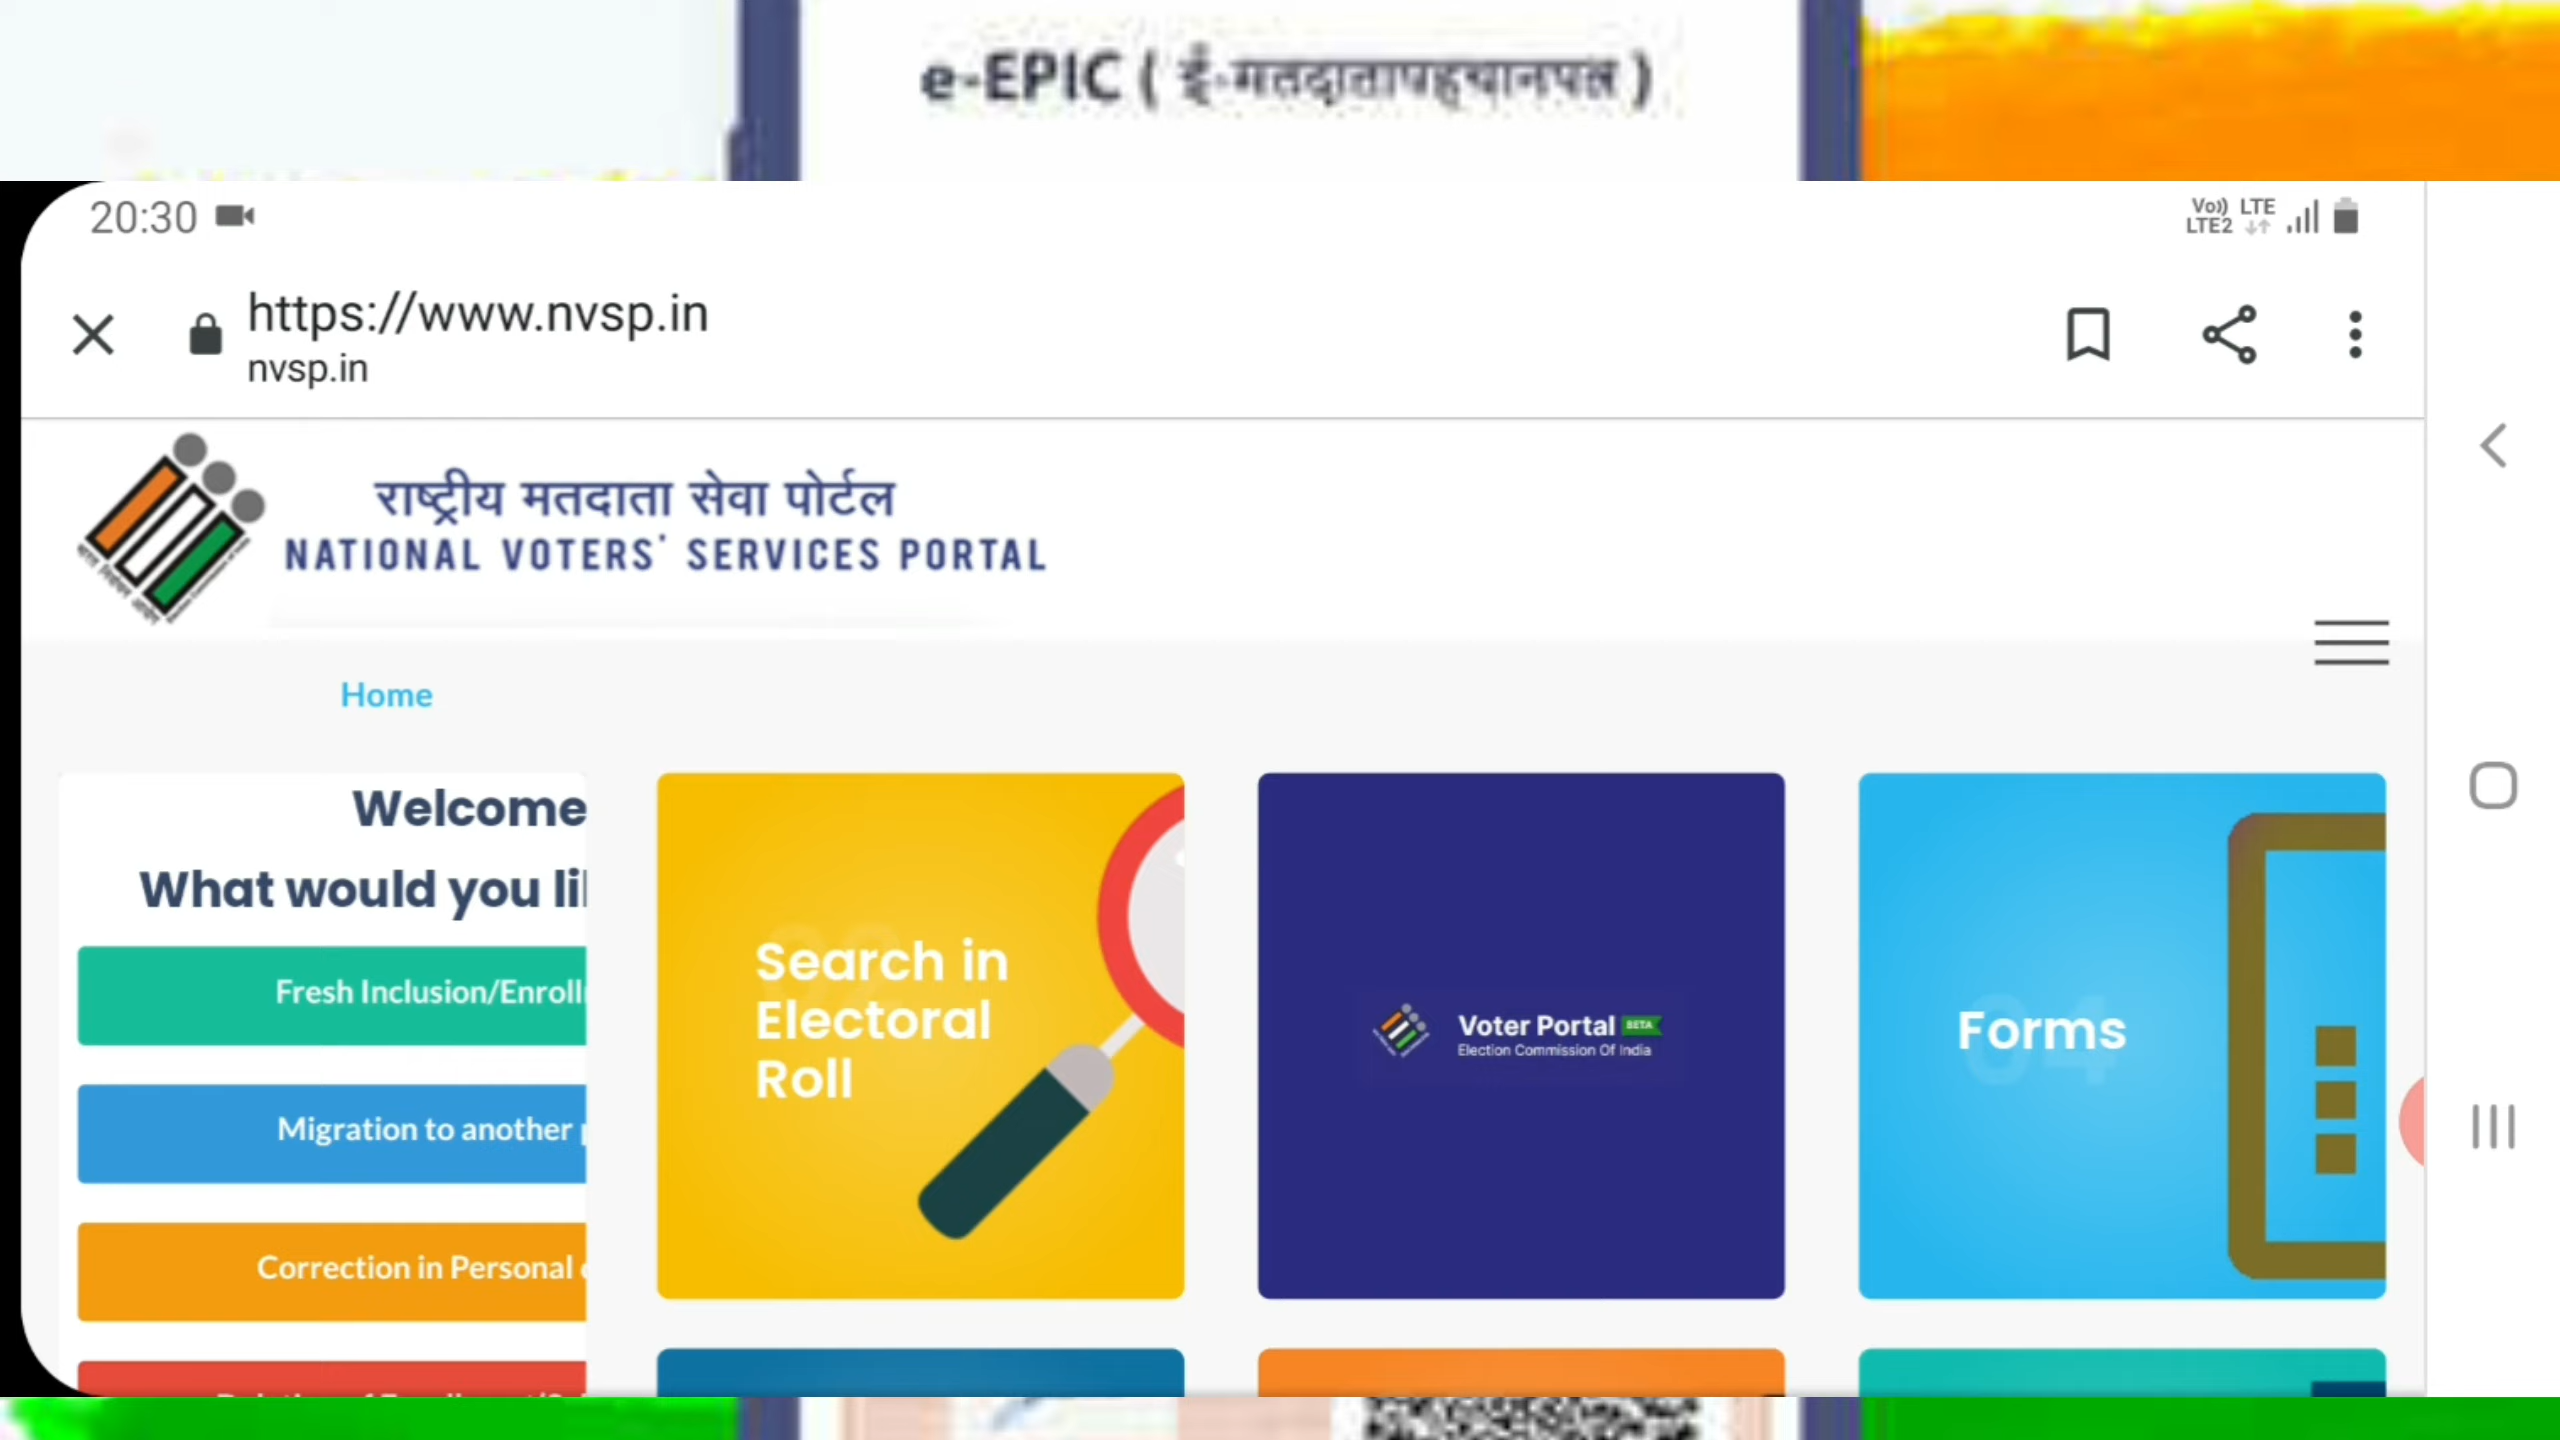 e-EPIC ( ई-मतदातापहचानपत्र )
20:30
Vo)) LTE
LTE2
https://www.nvsp.in
nvsp.in
राष्ट्रीय मतदाता सेवा पोर्टल
NATIONAL VOTERS' SERVICES PORTAL
Home
Welcome
What would you
Fresh Inclusion/Enroll
Migration to another
Correction in Personal
Search in
Electoral
Roll
Voter Portal BETA
Election Commission Of India
04
Forms